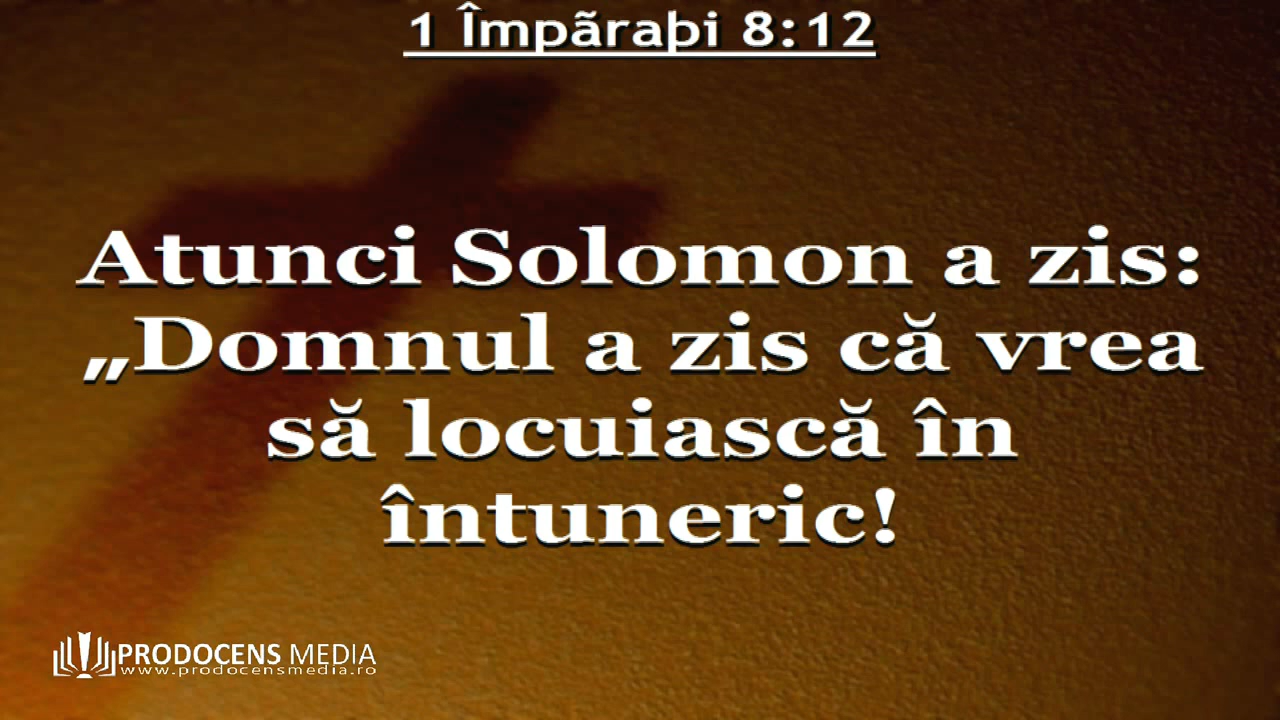 1 Împãraþi 8:12
Atunci Solomon a zis:
„Domnul a zis că vrea
să locuiască în
întuneric!
PRODOCENS MEDIA
www.prodocensmedia.ro